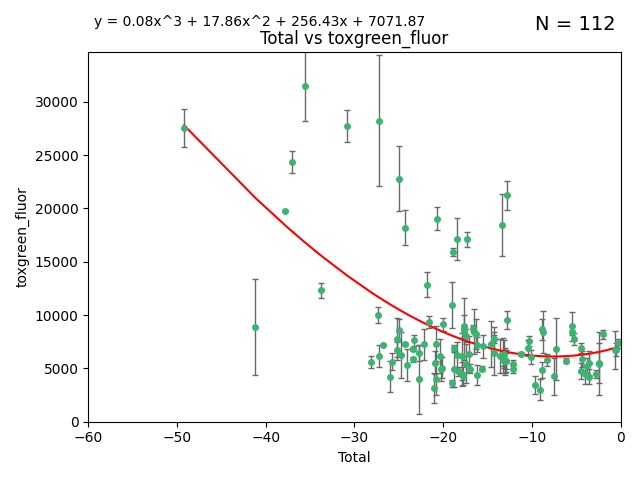 y = 0.08x^3 + 17.86x^2 + 256.43x + 7071.87
N = 112
Total vs toxgreen_fluor
30000
25000
20000
15000
10000
5000
0
toxgreen_fluor
−60 −50 −40 −30 −20 −10 0
Total